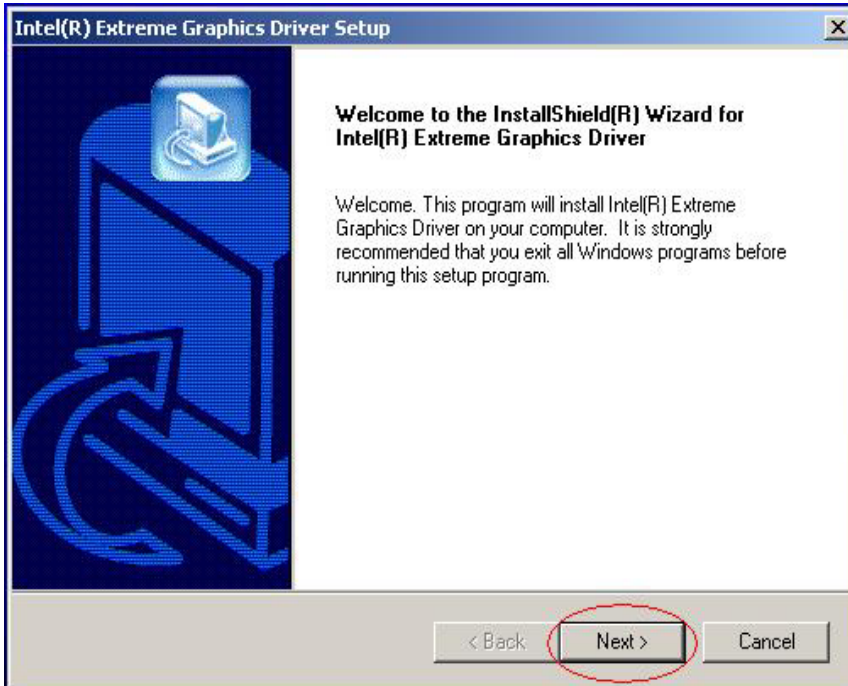 Intel(R) Extreme Graphics Driver Setup
Welcome to the InstallShield(R) Wizard for
Intel(R) Extreme Graphics Driver
Welcome. This program will install Intel(R) Extreme
Graphics Driver on your computer.  It is strongly
recommended that you exit all Windows programs before
running this setup program.
< Back
Next >
Cancel